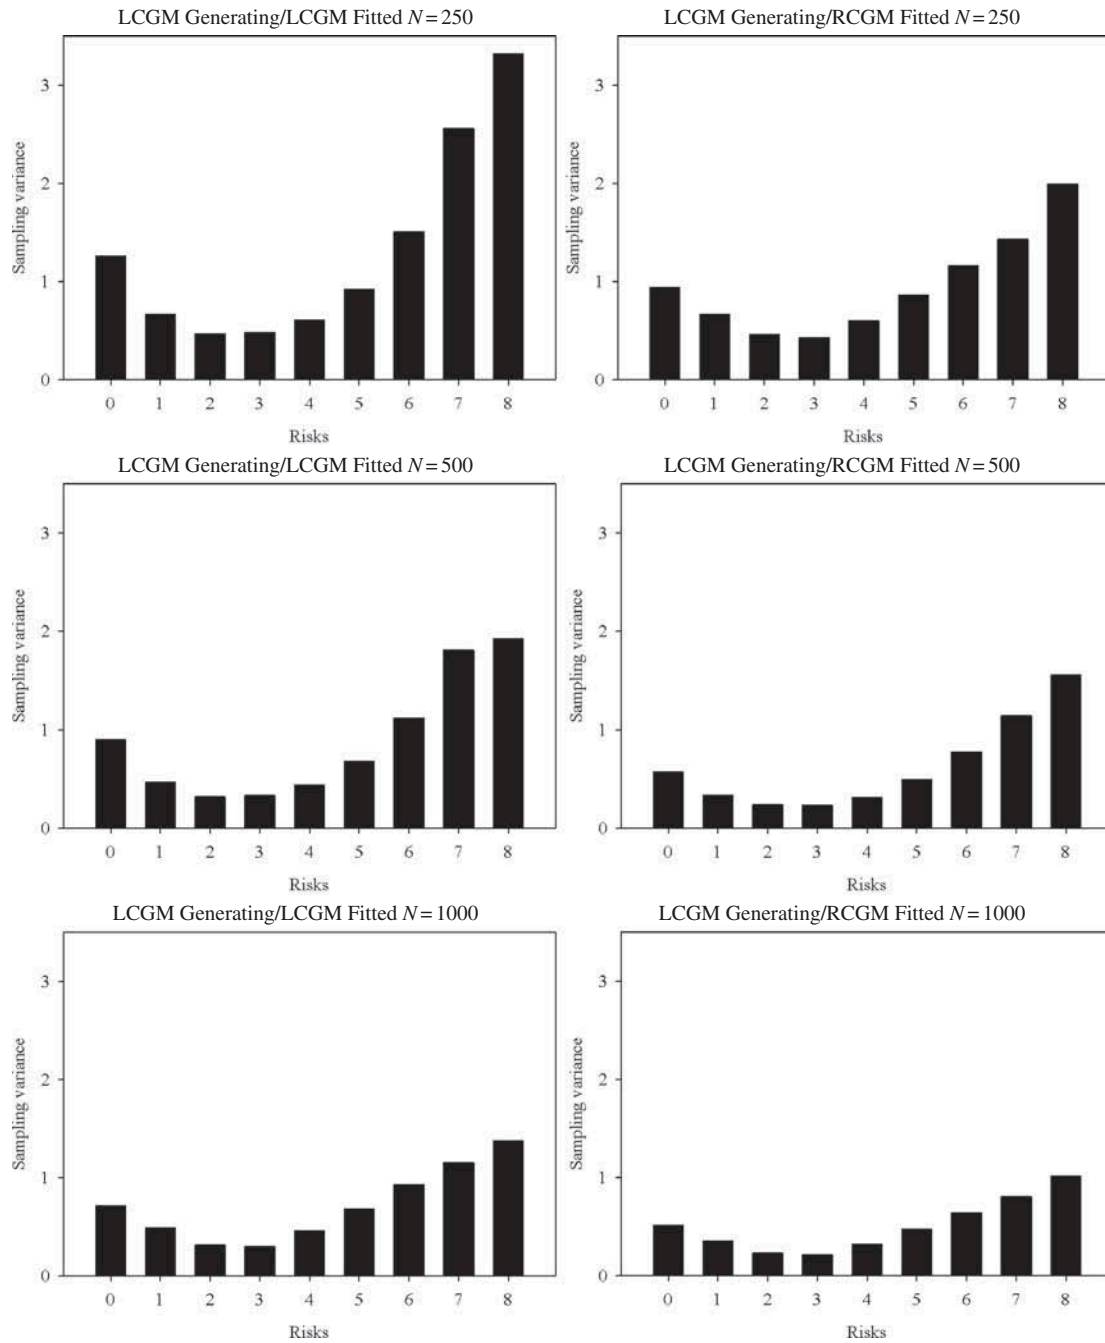 LCGM Generating/LCGM Fitted N = 250
3
2
1
0
Sampling variance
0 1 2 3 4 5 6 7 8
Risks
LCGM Generating/RCGM Fitted N = 250
3
2
1
0
Sampling variance
0 1 2 3 4 5 6 7 8
Risks
LCGM Generating/LCGM Fitted N = 500
3
2
1
0
Sampling variance
0 1 2 3 4 5 6 7 8
Risks
LCGM Generating/RCGM Fitted N = 500
3
2
1
0
Sampling variance
0 1 2 3 4 5 6 7 8
Risks
LCGM Generating/LCGM Fitted N = 1000
3
2
1
0
Sampling variance
0 1 2 3 4 5 6 7 8
Risks
LCGM Generating/RCGM Fitted N = 1000
3
2
1
0
Sampling variance
0 1 2 3 4 5 6 7 8
Risks